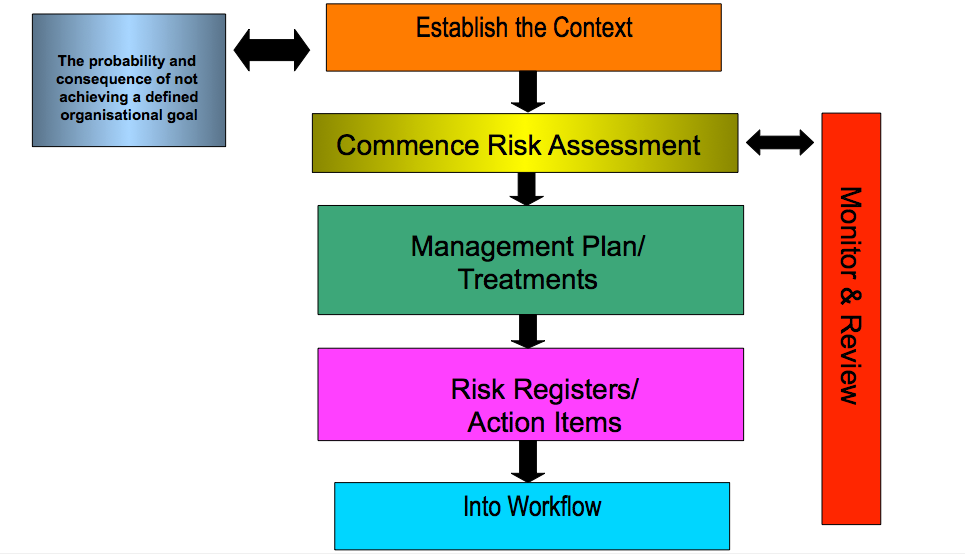 Establish the Context
The probability and
consequence of not
achieving a defined
organisational goal
Commence Risk Assessment
Management Plan/
Treatments
Risk Registers/
Action Items
Into Workflow
Monitor & Review